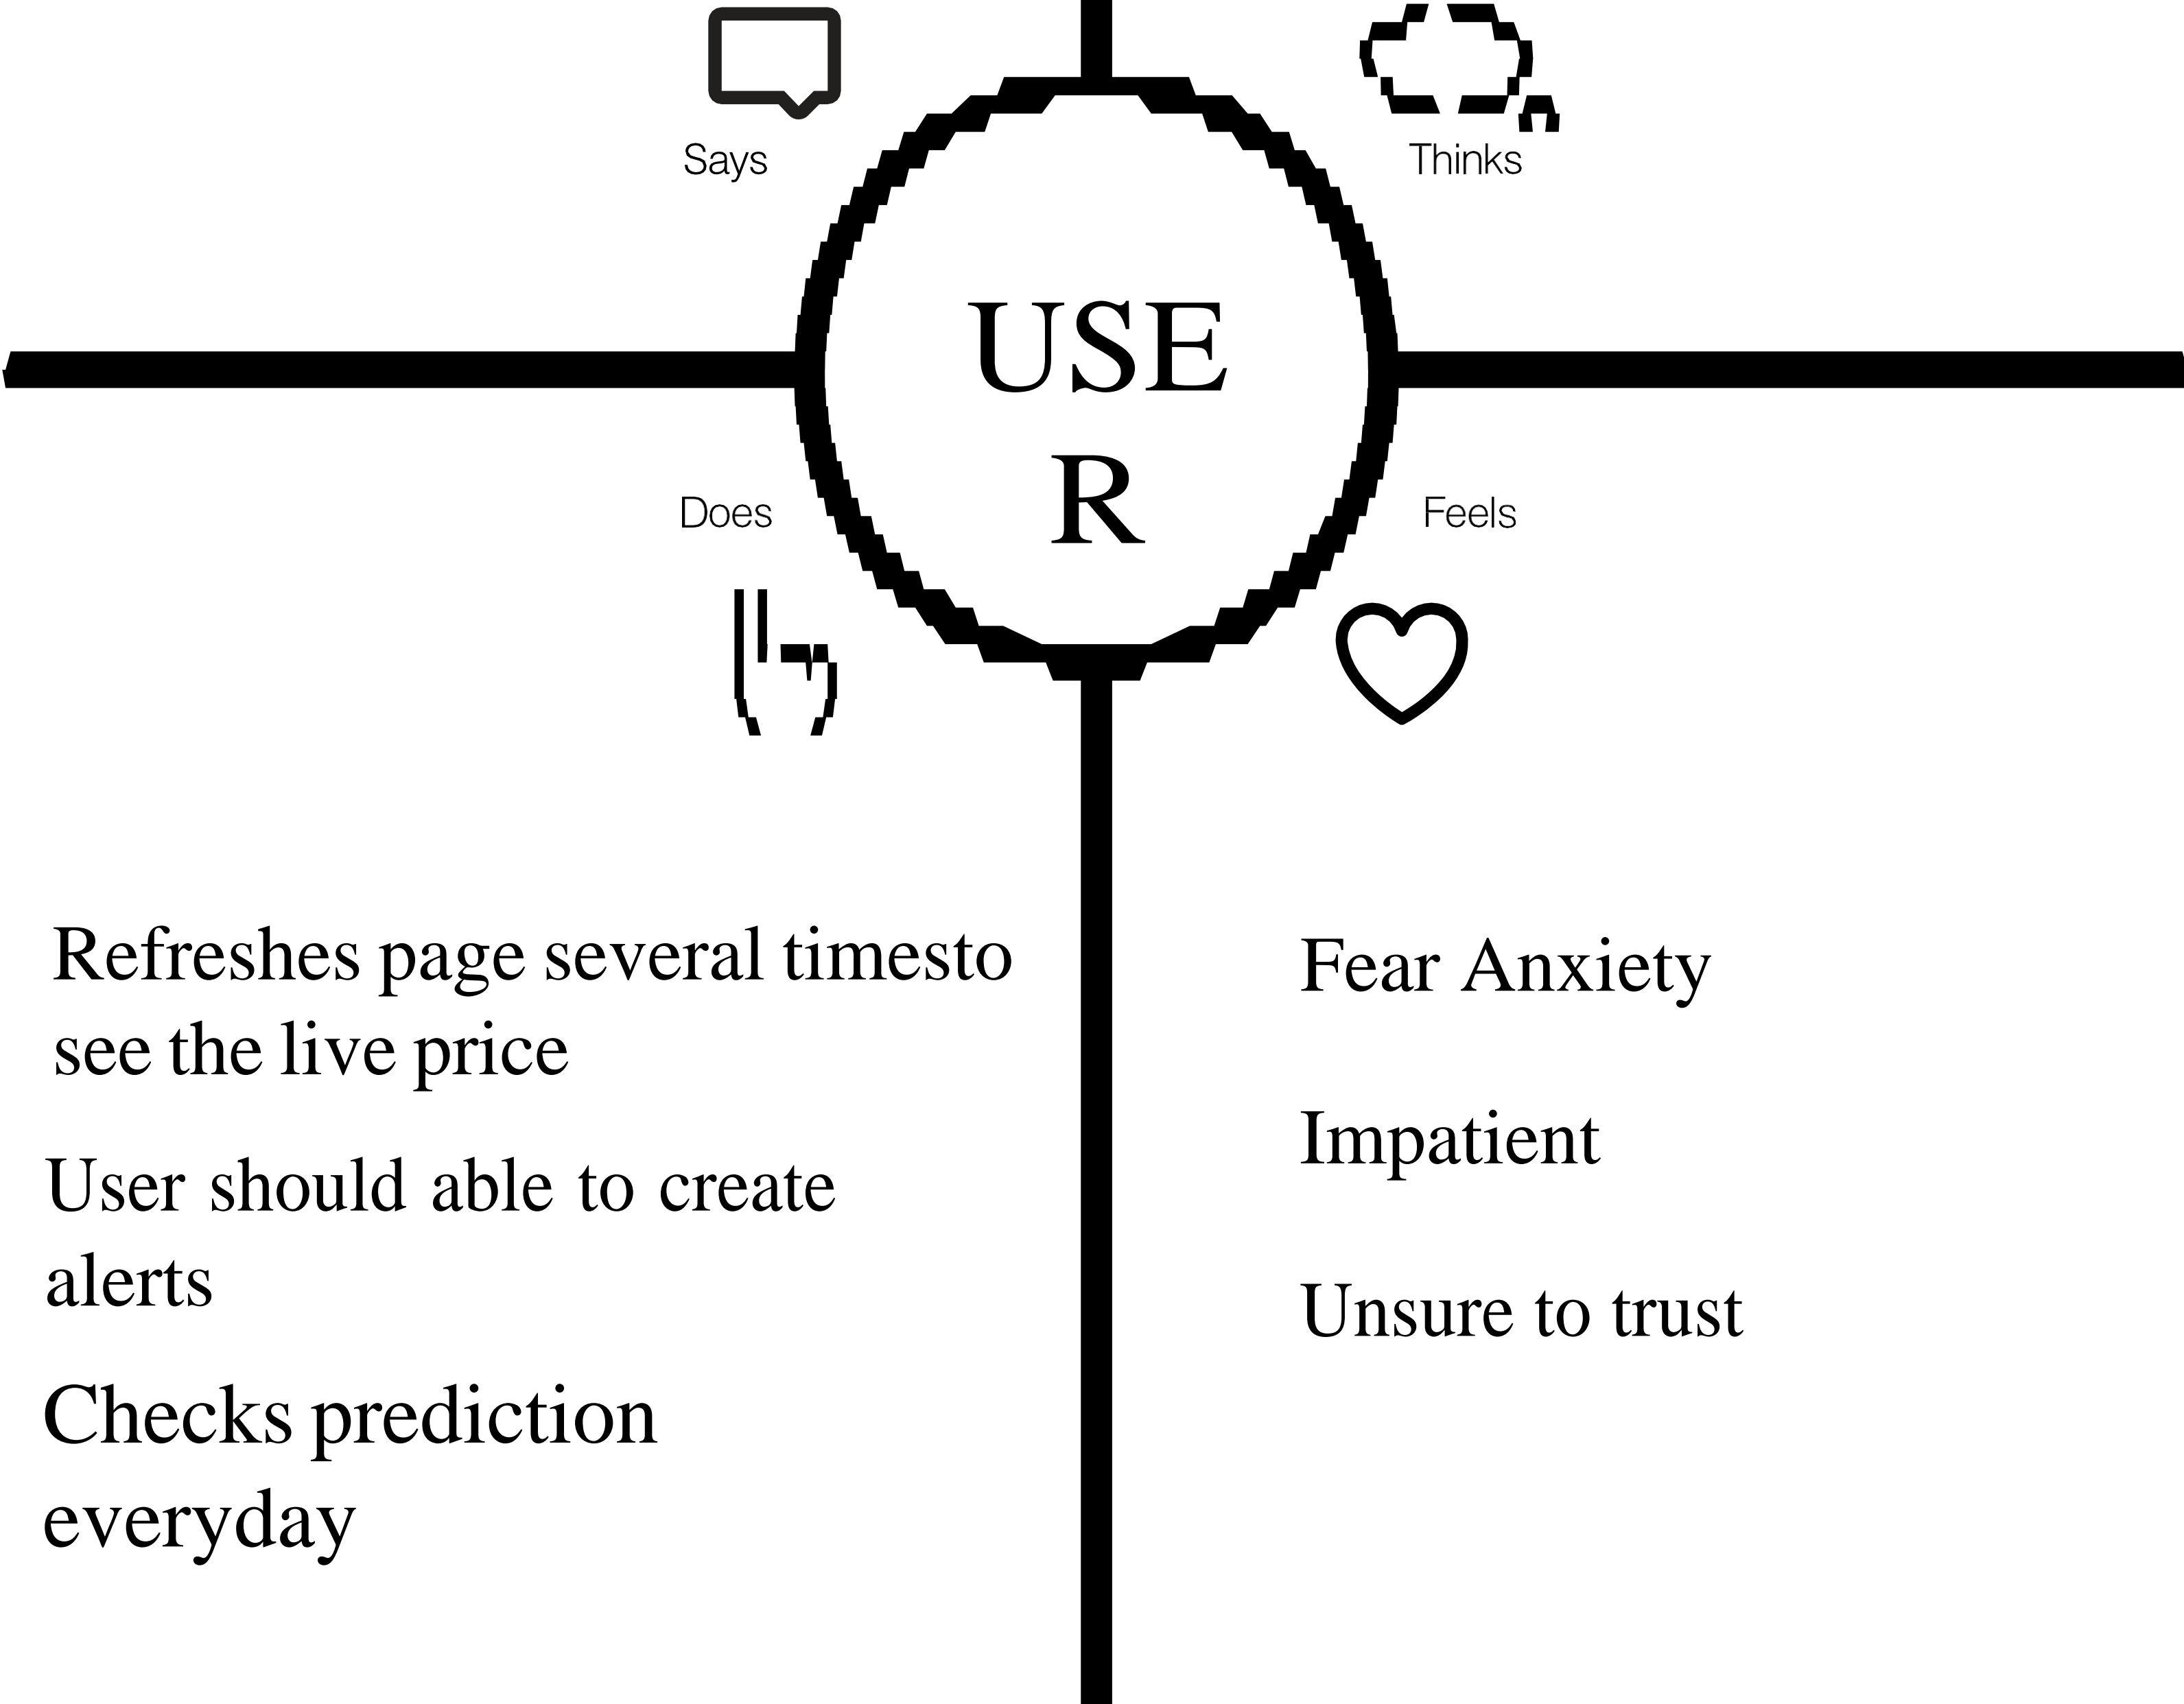 Says
Thinks
USE
R
Does
Feels
Refreshes page several timesto
see the live price
User should able to create
alerts
Checks prediction
everyday
Fear Anxiety
Impatient
Unsure to trust